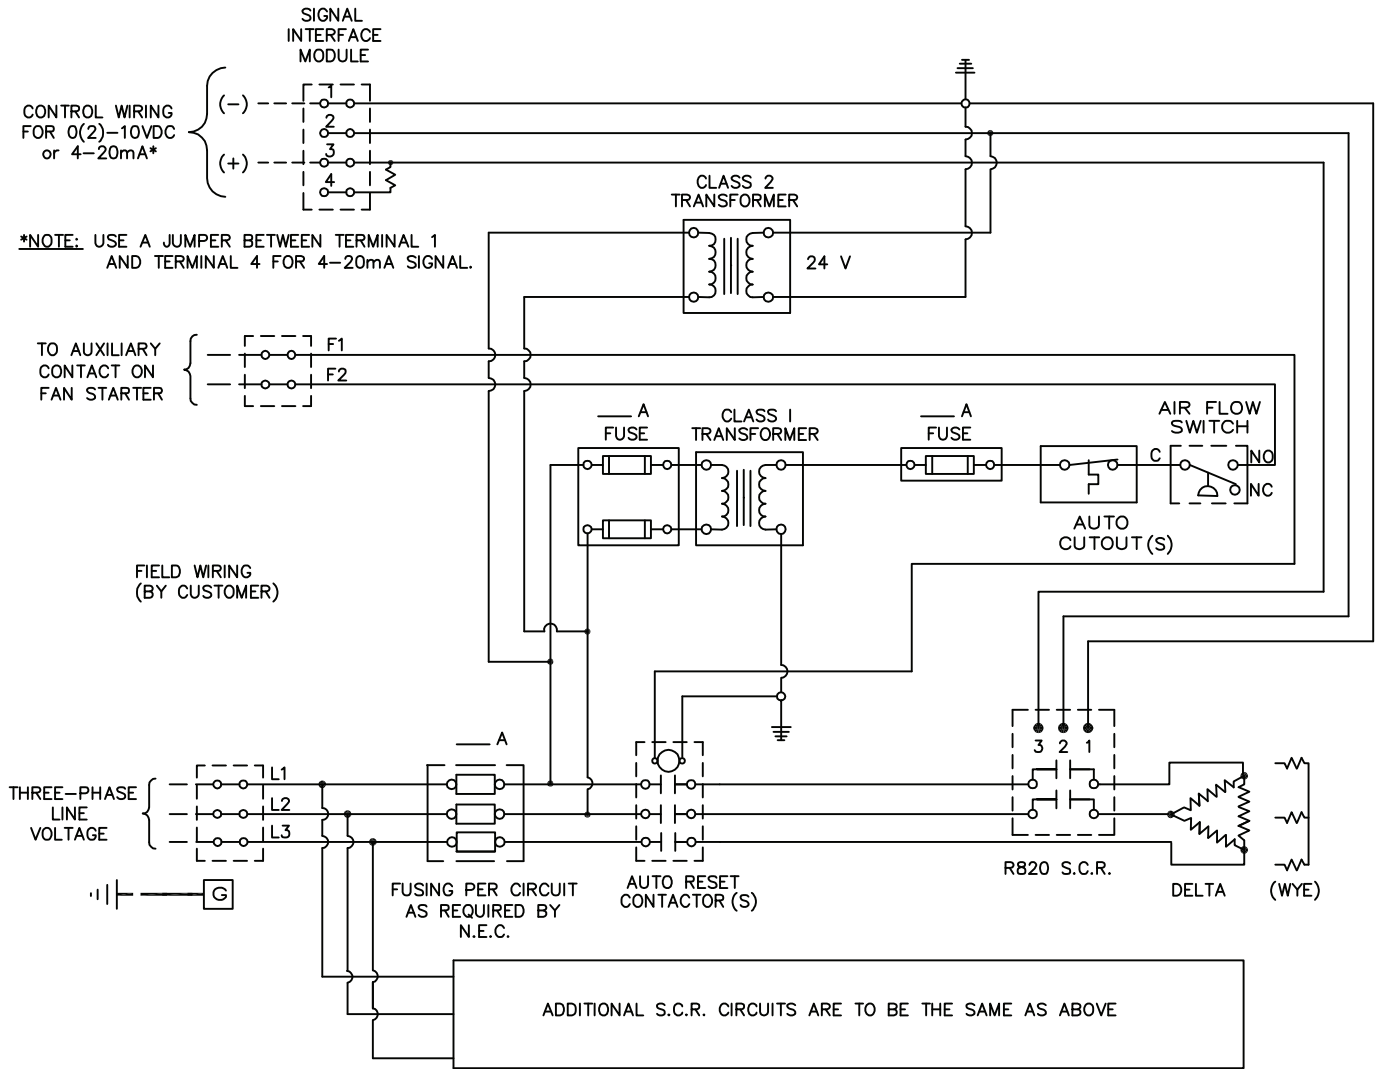 SIGNAL
INTERFACE
MODULE
CONTROL WIRING
FOR 0(2)-10VDC
or 4-20mA*
(-)
(+)
1
2
3
4
*NOTE: USE A JUMPER BETWEEN TERMINAL 1
AND TERMINAL 4 FOR 4-20mA SIGNAL.
CLASS 2
TRANSFORMER
24 V
TO AUXILIARY
CONTACT ON
FAN STARTER
F1
F2
___ A
FUSE
CLASS 1
TRANSFORMER
___ A
FUSE
AIR FLOW
SWITCH
C
NO
NC
AUTO
CUTOUT(S)
FIELD WIRING
(BY CUSTOMER)
THREE-PHASE
LINE
VOLTAGE
L1
L2
L3
G
___ A
FUSING PER CIRCUIT
AS REQUIRED BY
N.E.C.
AUTO RESET
CONTACTOR(S)
3 2 1
R820 S.C.R.
DELTA
(WYE)
ADDITIONAL S.C.R. CIRCUITS ARE TO BE THE SAME AS ABOVE